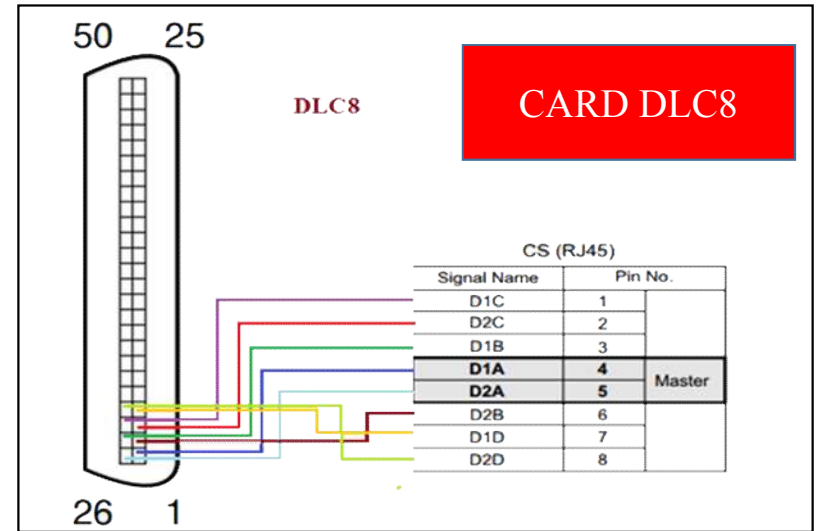 50 25
DLC8
CARD DLC8
CS (RJ45)
Signal Name Pin No.
D1C 1
D2C 2
D1B 3
D1A 4
Master
D2A 5
D2B 6
D1D 7
D2D 8
26 1